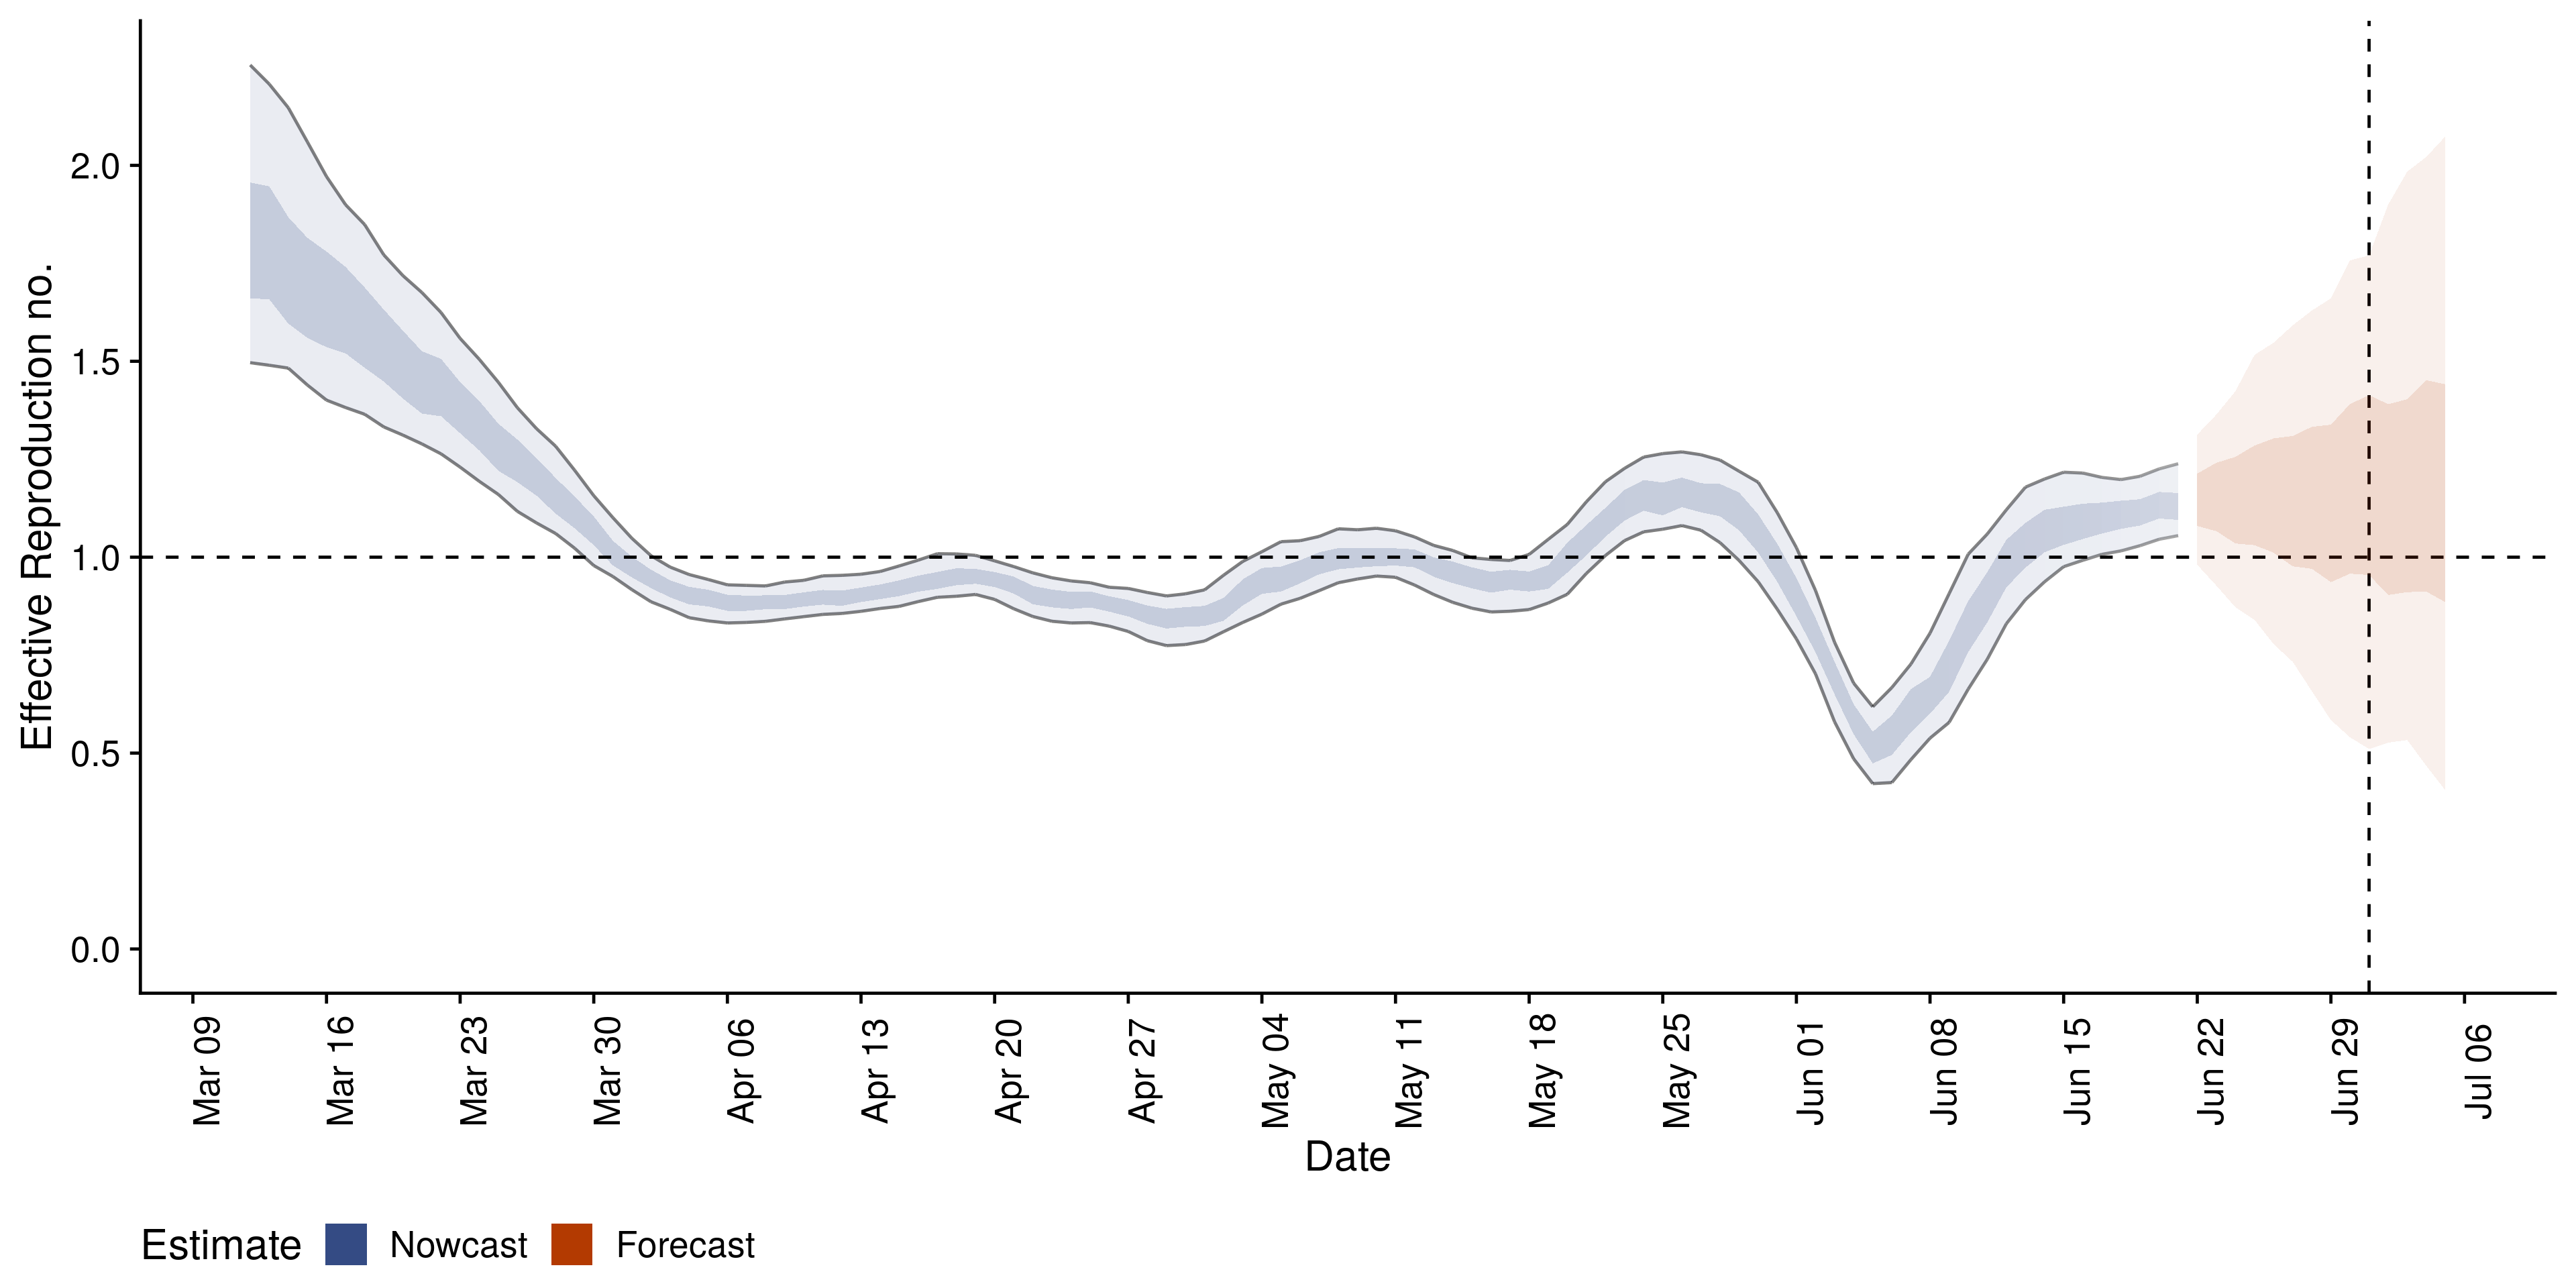 Effective Reproduction no.
2.0
1.5
1.0
0.5
0.0
Mar 09
Mar 16
Mar 23
Mar 30
Apr 06
Apr 13
Apr 20
Apr 27
May 04
May 11
May 18
May 25
Jun 01
Jun 08
Jun 15
Jun 22
Jun 29
Jul 06
Date
Estimate Nowcast Forecast